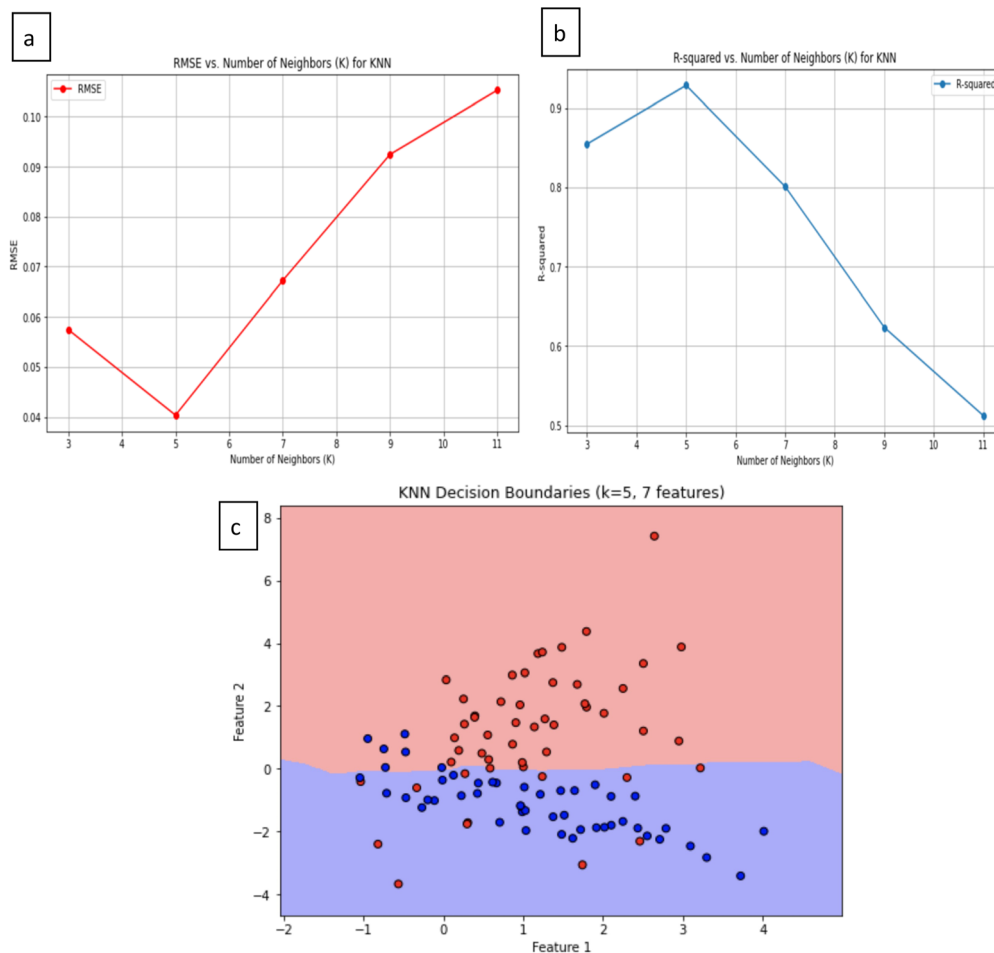 a
RMSE vs. Number of Neighbors (K) for KNN
RMSE
0.10
0.09
0.08
0.07
0.06
0.05
0.04
RMSE
3 4 5 6 7 8 9 10 11
Number of Neighbors (K)
b
R-squared vs. Number of Neighbors (K) for KNN
R-squared
0.9
0.8
0.7
0.6
0.5
R-squared
3 4 5 6 7 8 9 10 11
Number of Neighbors (K)
c
KNN Decision Boundaries (k=5, 7 features)
8
6
4
2
0
−2
−4
Feature 2
−2 −1 0 1 2 3 4
Feature 1